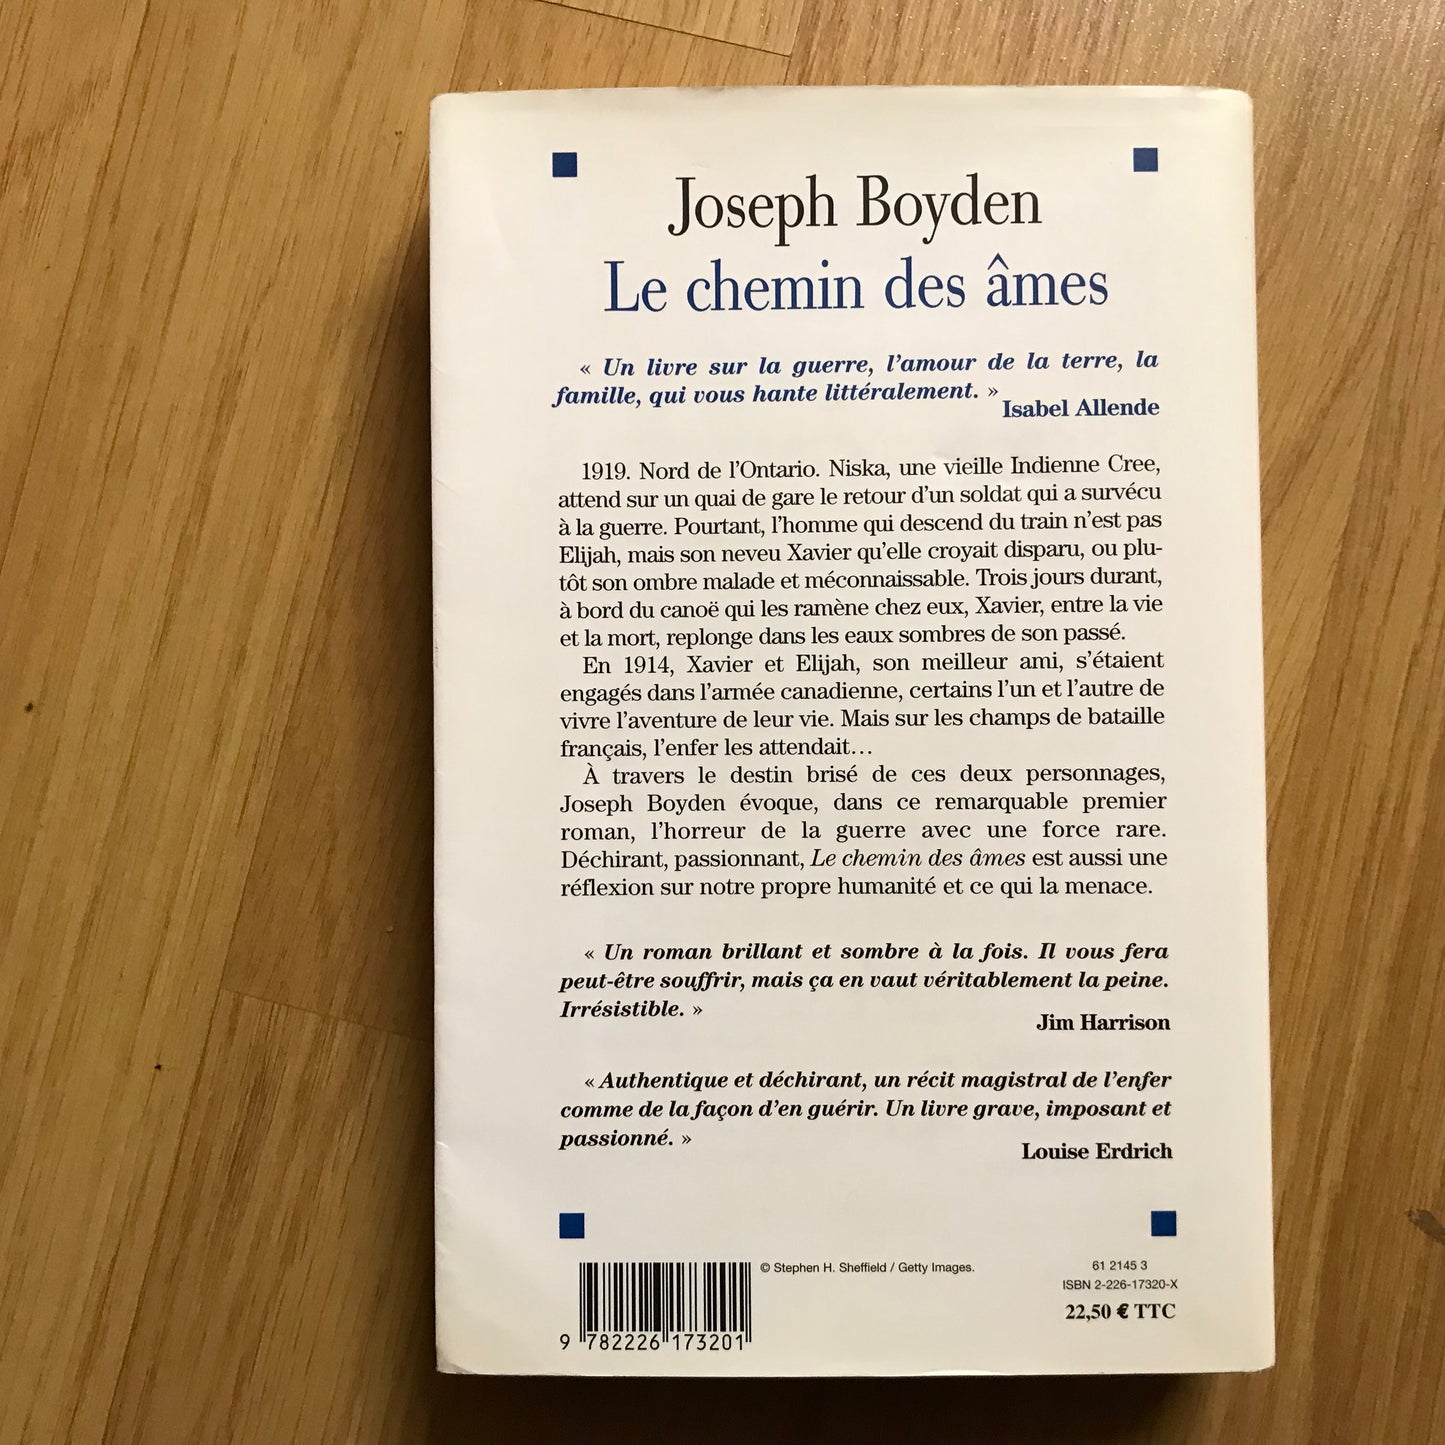 Joseph Boyden
Le chemin des âmes
« Un livre sur la guerre, l'amour de la terre, la
famille, qui vous hante littéralement. »
Isabel Allende
1919. Nord de l'Ontario. Niska, une vieille Indienne Cree,
attend sur un quai de gare le retour d'un soldat qui a survécu
à la guerre. Pourtant, l'homme qui descend du train n'est pas
Elijah, mais son neveu Xavier qu'elle croyait disparu, ou plu-
tôt son ombre malade et méconnaissable. Trois jours durant,
à bord du canoë qui les ramène chez eux, Xavier, entre la vie
et la mort, replonge dans les eaux sombres de son passé.
En 1914, Xavier et Elijah, son meilleur ami, s'étaient
engagés dans l'armée canadienne, certains l'un et l'autre de
vivre l'aventure de leur vie. Mais sur les champs de bataille
français, l'enfer les attendait...
À travers le destin brisé de ces deux personnages,
Joseph Boyden évoque, dans ce remarquable premier
roman, l'horreur de la guerre avec une force rare.
Déchirant, passionnant, Le chemin des âmes est aussi une
réflexion sur notre propre humanité et ce qui la menace.
« Un roman brillant et sombre à la fois. Il vous fera
peut-être souffrir, mais ça en vaut véritablement la peine.
Irrésistible. »
Jim Harrison
« Authentique et déchirant, un récit magistral de l'enfer
comme de la façon d'en guérir. Un livre grave, imposant et
passionné. »
Louise Erdrich
© Stephen H. Sheffield / Getty Images.
61 2145 3
ISBN 2-226-17320-X
22,50 € TTC
9 782226 173201